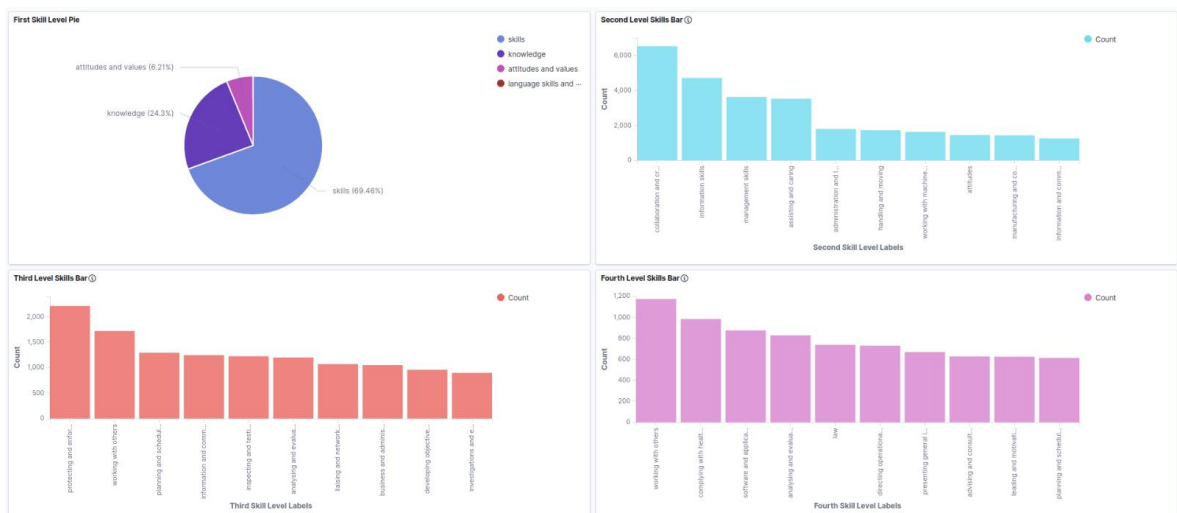 First Skill Level Pie
skills
knowledge
attitudes and values
language skills and ...
attitudes and values (6.21%)
knowledge (24.3%)
skills (69.46%)
Second Level Skills Bar
Count
6,000
4,000
2,000
0
Count
collaboration and cr...
information skills
management skills
assisting and caring
administration and t...
handling and moving
working with machine...
attitudes
manufacturing and co...
information and comm...
Second Skill Level Labels
Third Level Skills Bar
Count
2,000
1,500
1,000
500
0
Count
protecting and enfor...
working with others
planning and schedul...
information and comm...
inspecting and testi...
analysing and evalua...
liaising and network...
business and adminis...
developing objective...
investigations and e...
Third Skill Level Labels
Fourth Level Skills Bar
Count
1,200
1,000
800
600
400
200
0
Count
working with others
complying with healt...
software and applica...
analysing and evalua...
law
directing operationa...
presenting general i...
advising and consult...
leading and motivati...
planning and schedul...
Fourth Skill Level Labels